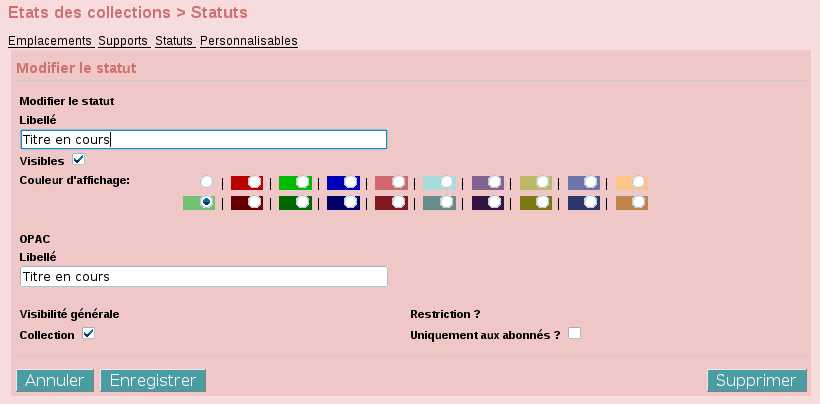 Etats des collections > Statuts
Emplacements Supports Statuts Personnalisables
Modifier le statut
Modifier le statut
Libellé
Titre en cours
Visibles
Couleur d'affichage:
| | | | | | | | |
| | | | | | | | |
OPAC
Libellé
Titre en cours
Visibilité générale Restriction ?
Collection Uniquement aux abonnés ?
Annuler Enregistrer Supprimer